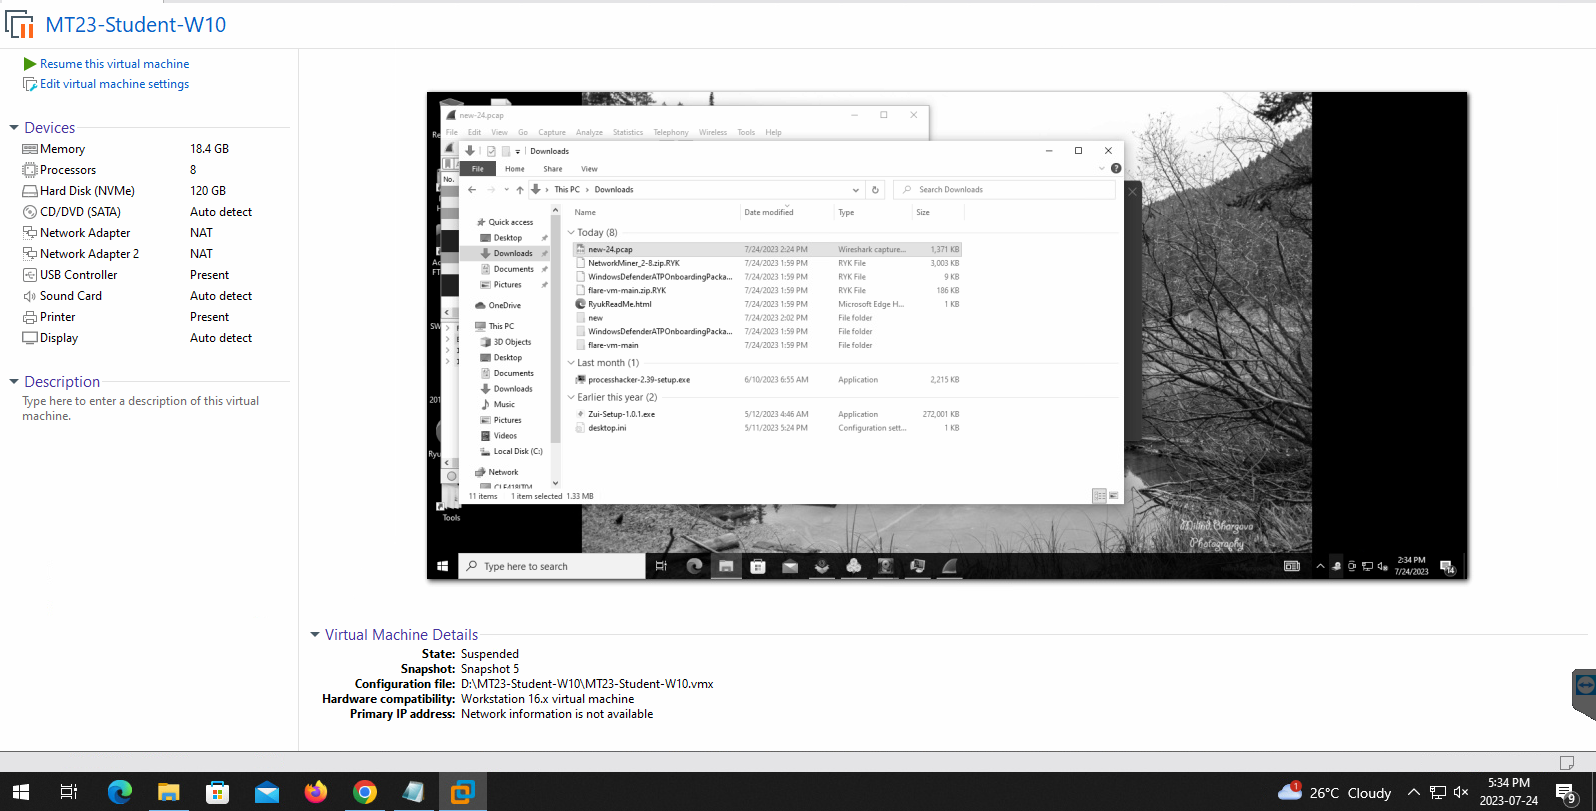 MT23-Student-W10
Resume this virtual machine
Edit virtual machine settings
Devices
Memory 18.4 GB
Processors 8
Hard Disk (NVMe) 120 GB
CD/DVD (SATA) Auto detect
Network Adapter NAT
Network Adapter 2 NAT
USB Controller Present
Sound Card Auto detect
Printer Present
Display Auto detect
Description
Type here to enter a description of this virtual
machine.
new-24.pcap
File Edit View Go Capture Analyze Statistics Telephony Wireless Tools Help
No.
Downloads
File Home Share View
This PC > Downloads
Search Downloads
Name Date modified Type Size
Quick access
Desktop
Downloads
Documents
Pictures
OneDrive
This PC
3D Objects
Desktop
Documents
Downloads
Music
Pictures
Videos
Local Disk (C:)
Network
Today (8)
new-24.pcap 7/24/2023 2:24 PM Wireshark capture... 1,371 KB
NetworkMiner_2-8.zip.RYK 7/24/2023 1:59 PM RYK File 3,003 KB
WindowsDefenderATPOnboardingPacka... 7/24/2023 1:59 PM RYK File 9 KB
flare-vm-main.zip.RYK 7/24/2023 1:59 PM RYK File 186 KB
RyukReadMe.html 7/24/2023 1:59 PM Microsoft Edge H... 1 KB
new 7/24/2023 2:02 PM File folder
WindowsDefenderATPOnboardingPacka... 7/24/2023 1:59 PM File folder
flare-vm-main 7/24/2023 1:59 PM File folder
Last month (1)
processhacker-2.39-setup.exe 6/10/2023 6:55 AM Application 2,215 KB
Earlier this year (2)
Zui-Setup-1.0.1.exe 5/12/2023 4:46 AM Application 272,001 KB
desktop.ini 5/11/2023 5:24 PM Configuration sett... 1 KB
11 items 1 item selected 1.33 MB
Tools
Milind Bhargava
Photography
Type here to search
2:34 PM
7/24/2023
14
Virtual Machine Details
State: Suspended
Snapshot: Snapshot 5
Configuration file: D:\MT23-Student-W10\MT23-Student-W10.vmx
Hardware compatibility: Workstation 16.x virtual machine
Primary IP address: Network information is not available
1
26°C Cloudy
5:34 PM
2023-07-24
9